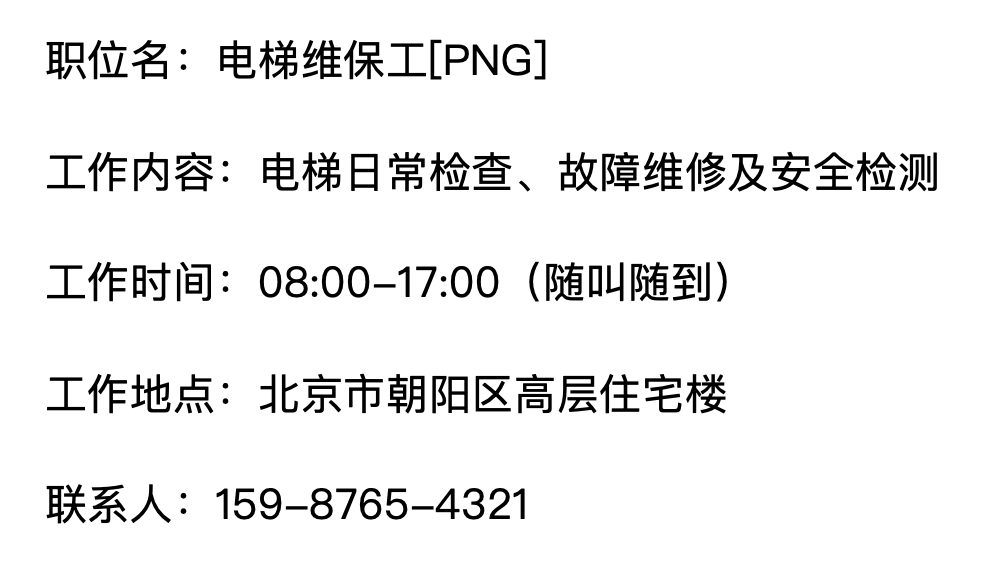 职位名：电梯维保工[PNG]
工作内容：电梯日常检查、故障维修及安全检测
工作时间：08:00–17:00（随叫随到）
工作地点：北京市朝阳区高层住宅楼
联系人：159–8765–4321